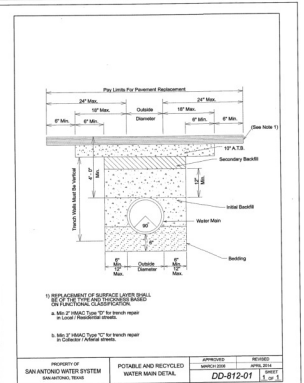 Pay Limits For Pavement Replacement
24" Max.
24" Max.
18" Max.
Outside
Diameter
18" Max.
6" Min.
6" Min.
6" Min.
6" Min.
(See Note 1)
10" A.T.B.
Secondary Backfill
4'- 0"
Min.
12"
Min.
Trench Walls Must Be Vertical
Initial Backfill
Water Main
90°
6"
Bedding
6"
Min.
12"
Max.
Outside
Diameter
6"
Min.
12"
Max.
1) REPLACEMENT OF SURFACE LAYER SHALL
BE OF THE TYPE AND THICKNESS BASED
ON FUNCTIONAL CLASSIFICATION.
a. Min 2" HMAC Type "D" for trench repair
in Local / Residential streets.
b. Min 3" HMAC Type "C" for trench repair
in Collector / Arterial streets.
PROPERTY OF
SAN ANTONIO WATER SYSTEM
SAN ANTONIO, TEXAS
POTABLE AND RECYCLED
WATER MAIN DETAIL
APPROVED
MARCH 2008
REVISED
APRIL 2014
DD-812-01
SHEET
1 OF 1